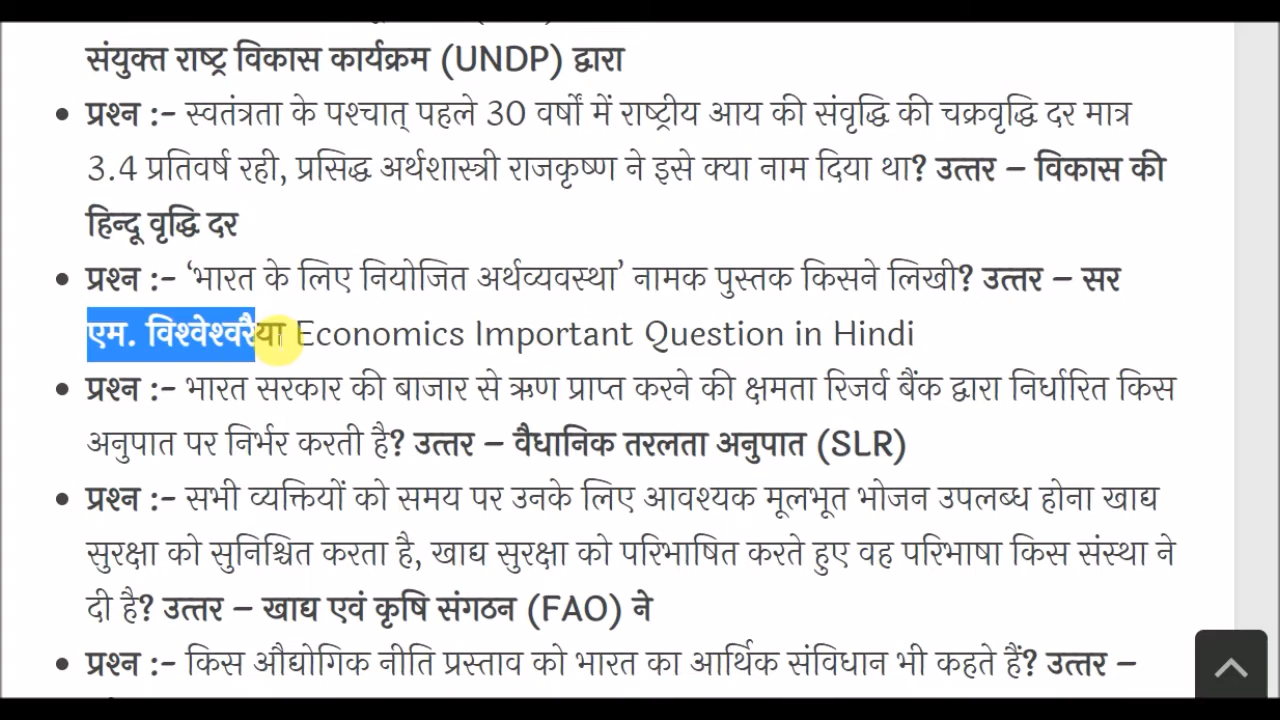 संयुक्त राष्ट्र विकास कार्यक्रम (UNDP) द्वारा
प्रश्न :- स्वतंत्रता के पश्चात् पहले 30 वर्षों में राष्ट्रीय आय की संवृद्धि की चक्रवृद्धि दर मात्र
3.4 प्रतिवर्ष रही, प्रसिद्ध अर्थशास्त्री राजकृष्ण ने इसे क्या नाम दिया था? उत्तर – विकास की
हिन्दू वृद्धि दर
प्रश्न :- ‘भारत के लिए नियोजित अर्थव्यवस्था’ नामक पुस्तक किसने लिखी? उत्तर – सर
एम. विश्वेश्वरैया Economics Important Question in Hindi
प्रश्न :- भारत सरकार की बाजार से ऋण प्राप्त करने की क्षमता रिजर्व बैंक द्वारा निर्धारित किस
अनुपात पर निर्भर करती है? उत्तर – वैधानिक तरलता अनुपात (SLR)
प्रश्न :- सभी व्यक्तियों को समय पर उनके लिए आवश्यक मूलभूत भोजन उपलब्ध होना खाद्य
सुरक्षा को सुनिश्चित करता है, खाद्य सुरक्षा को परिभाषित करते हुए वह परिभाषा किस संस्था ने
दी है? उत्तर – खाद्य एवं कृषि संगठन (FAO) ने
प्रश्न :- किस औद्योगिक नीति प्रस्ताव को भारत का आर्थिक संविधान भी कहते हैं? उत्तर –